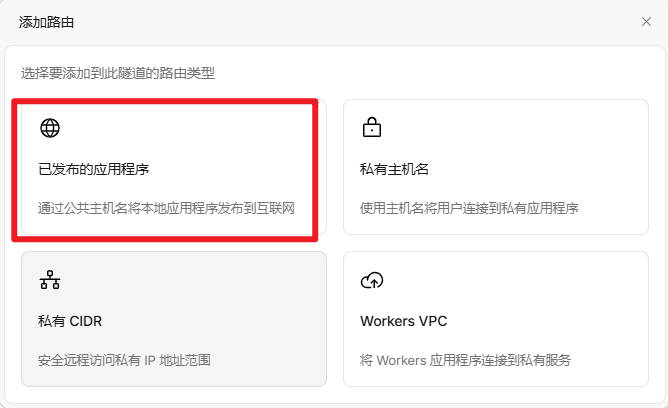 添加路由
选择要添加到此隧道的路由类型
已发布的应用程序
通过公共主机名将本地应用程序发布到互联网
私有主机名
使用主机名将用户连接到私有应用程序
私有 CIDR
安全远程访问私有 IP 地址范围
Workers VPC
将 Workers 应用程序连接到私有服务